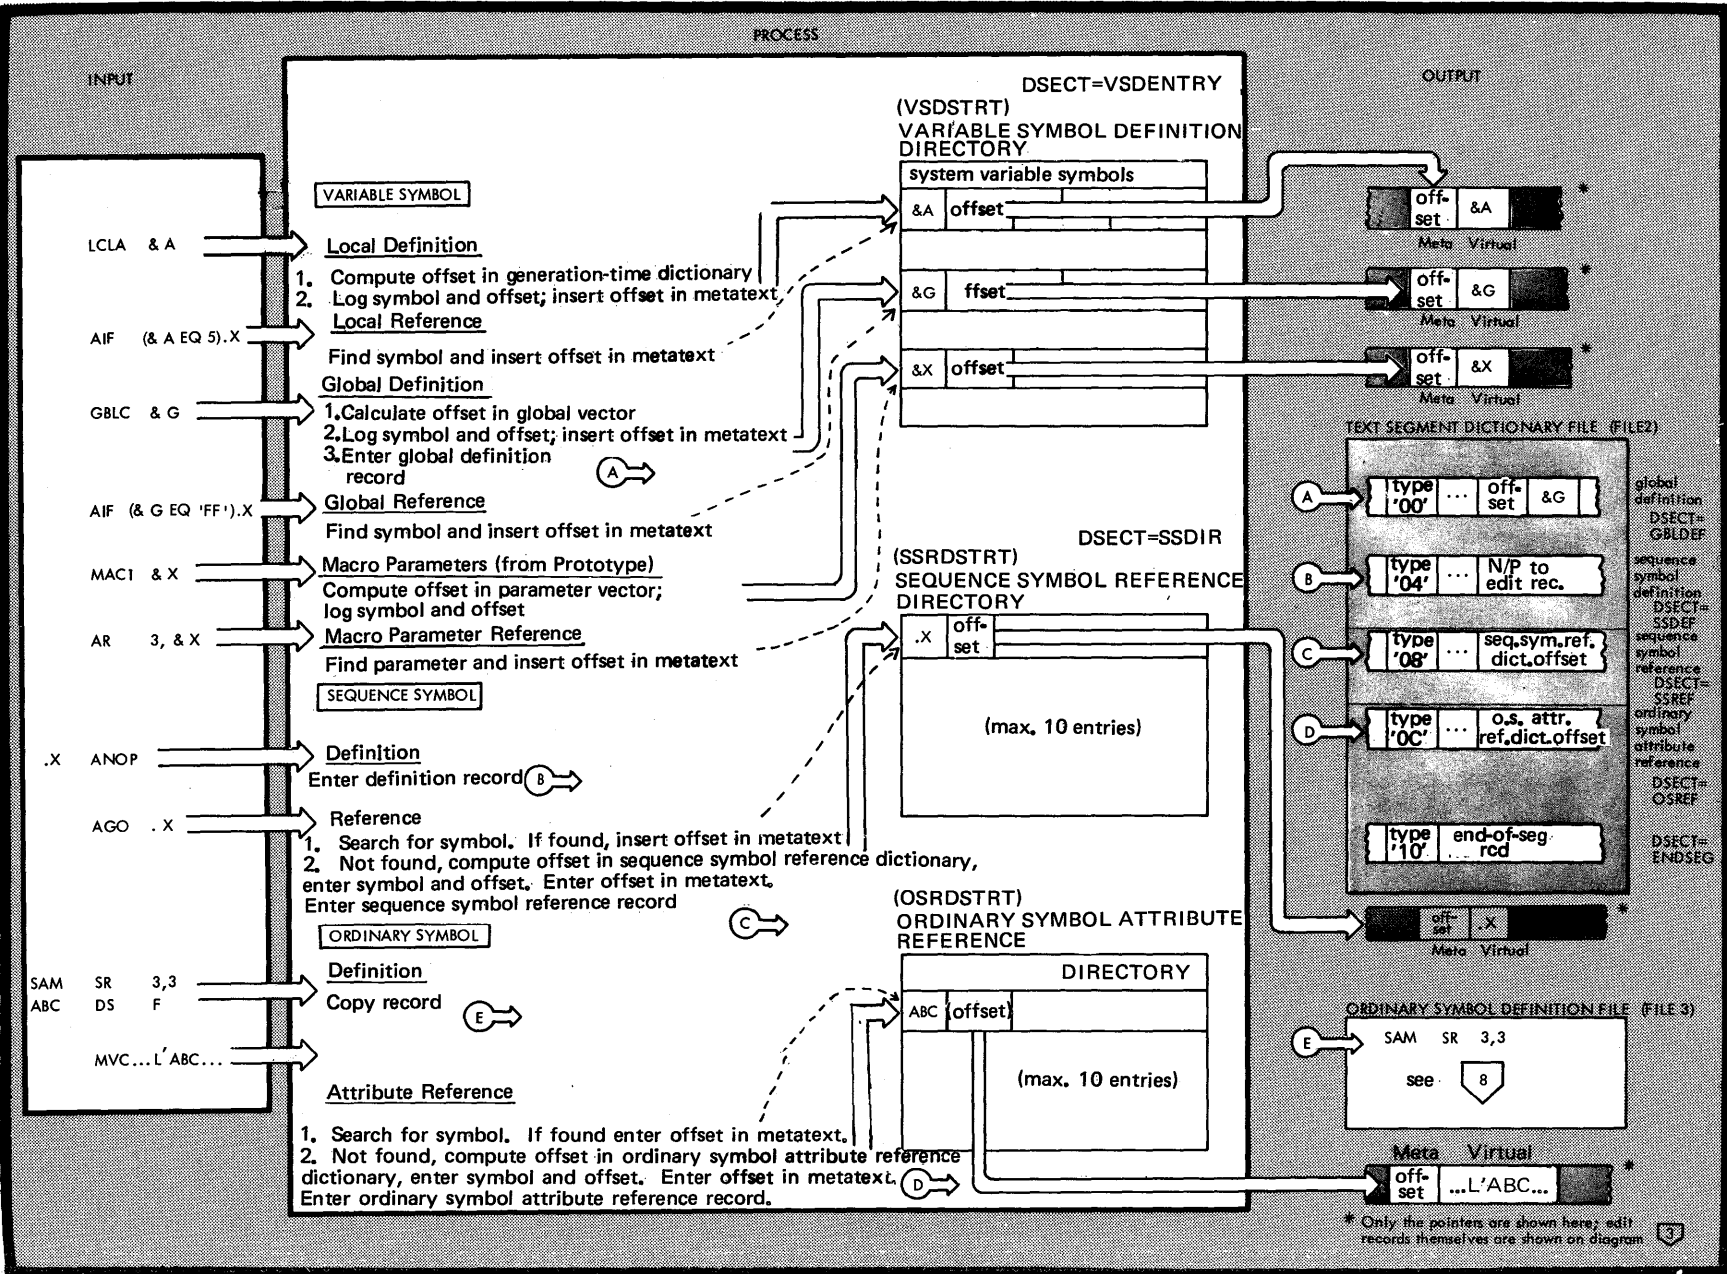 PROCESS
INPUT
OUTPUT
LCLA & A
AIF (& A EQ 5).X
GBLC & G
AIF (& G EQ 'FF').X
MAC1 & X
AR 3, & X
.X ANOP
AGO . X
SAM SR 3,3
ABC DS F
MVC...L'ABC...
VARIABLE SYMBOL
Local Definition
1. Compute offset in generation-time dictionary
2. Log symbol and offset; insert offset in metatext
Local Reference
Find symbol and insert offset in metatext
Global Definition
1.Calculate offset in global vector
2.Log symbol and offset; insert offset in metatext
3.Enter global definition
record
A
Global Reference
Find symbol and insert offset in metatext
Macro Parameters (from Prototype)
Compute offset in parameter vector;
log symbol and offset
Macro Parameter Reference
Find parameter and insert offset in metatext
SEQUENCE SYMBOL
Definition
Enter definition record B
Reference
1. Search for symbol. If found, insert offset in metatext
2. Not found, compute offset in sequence symbol reference dictionary,
enter symbol and offset. Enter offset in metatext.
Enter sequence symbol reference record
C
ORDINARY SYMBOL
Definition
Copy record
E
Attribute Reference
1. Search for symbol. If found enter offset in metatext.
2. Not found, compute offset in ordinary symbol attribute reference
dictionary, enter symbol and offset. Enter offset in metatext.
D
Enter ordinary symbol attribute reference record.
DSECT=VSDENTRY
(VSDSTRT)
VARIABLE SYMBOL DEFINITION
DIRECTORY
system variable symbols
&A offset
&G ffset
&X offset
DSECT=SSDIR
(SSRDSTRT)
SEQUENCE SYMBOL REFERENCE
DIRECTORY
.X off-
set
(max. 10 entries)
(OSRDSTRT)
ORDINARY SYMBOL ATTRIBUTE
REFERENCE
DIRECTORY
ABC (offset)
(max. 10 entries)
off-
set &A
*
Meta Virtual
off-
set &G
*
Meta Virtual
off-
set &X
*
Meta Virtual
TEXT SEGMENT DICTIONARY FILE (FILE2)
A
type
'00' ... off-
set &G
global
definition
DSECT=
GBLDEF
B
type
'04' ... N/P to
edit rec.
sequence
symbol
definition
DSECT=
SSDEF
C
type
'08' ... seq.sym.ref.
dict.offset
sequence
symbol
reference
DSECT=
SSREF
D
type
'0C' ... o.s. attr.
ref.dict.offset
ordinary
symbol
attribute
reference
DSECT=
OSREF
type
'10' ... end-of-seg
rcd
DSECT=
ENDSEG
off-
set .X
*
Meta Virtual
ORDINARY SYMBOL DEFINITION FILE (FILE 3)
E
SAM SR 3,3
see 8
Meta Virtual
off-
set ...L'ABC...
*
* Only the pointers are shown here; edit
records themselves are shown on diagram 3